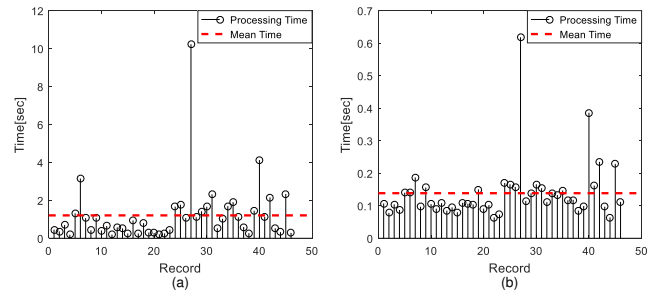 12
10
8
6
4
2
0
Time[sec]
Processing Time
Mean Time
0 10 20 30 40 50
Record
(a)
0.7
0.6
0.5
0.4
0.3
0.2
0.1
0
Time[sec]
Processing Time
Mean Time
0 10 20 30 40 50
Record
(b)